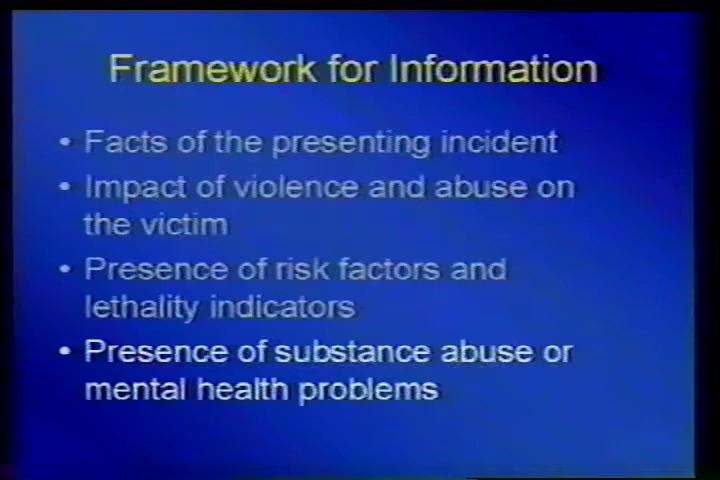 Framework for Information
• Facts of the presenting incident
• Impact of violence and abuse on
the victim
• Presence of risk factors and
lethality indicators
• Presence of substance abuse or
mental health problems